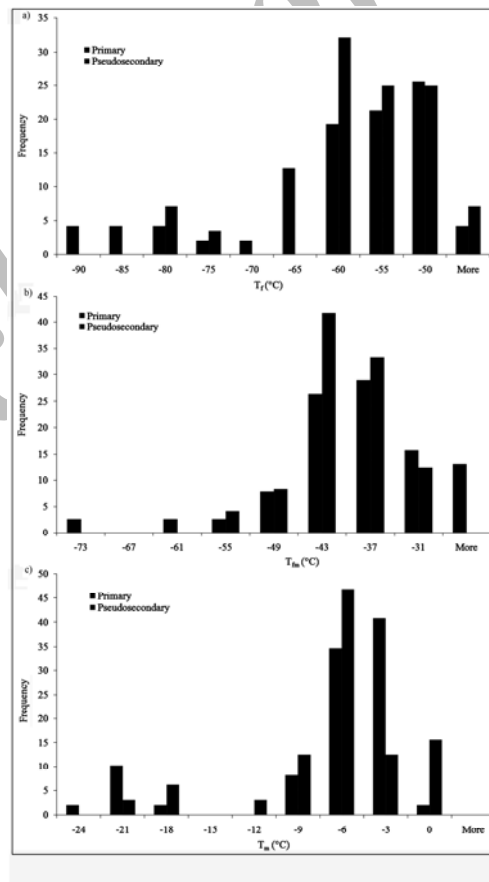 a)
35
Primary
30
Pseudosecondary
25
20
Frequency
15
10
5
0
-90 -85 -80 -75 -70 -65 -60 -55 -50 More
Tf (°C)
b)
45
40
Primary
Pseudosecondary
35
30
25
Frequency
20
15
10
5
0
-73 -67 -61 -55 -49 -43 -37 -31 More
Tfm (°C)
c)
50
45
Primary
Pseudosecondary
40
35
30
Frequency
25
20
15
10
5
0
-24 -21 -18 -15 -12 -9 -6 -3 0 More
Tm (°C)